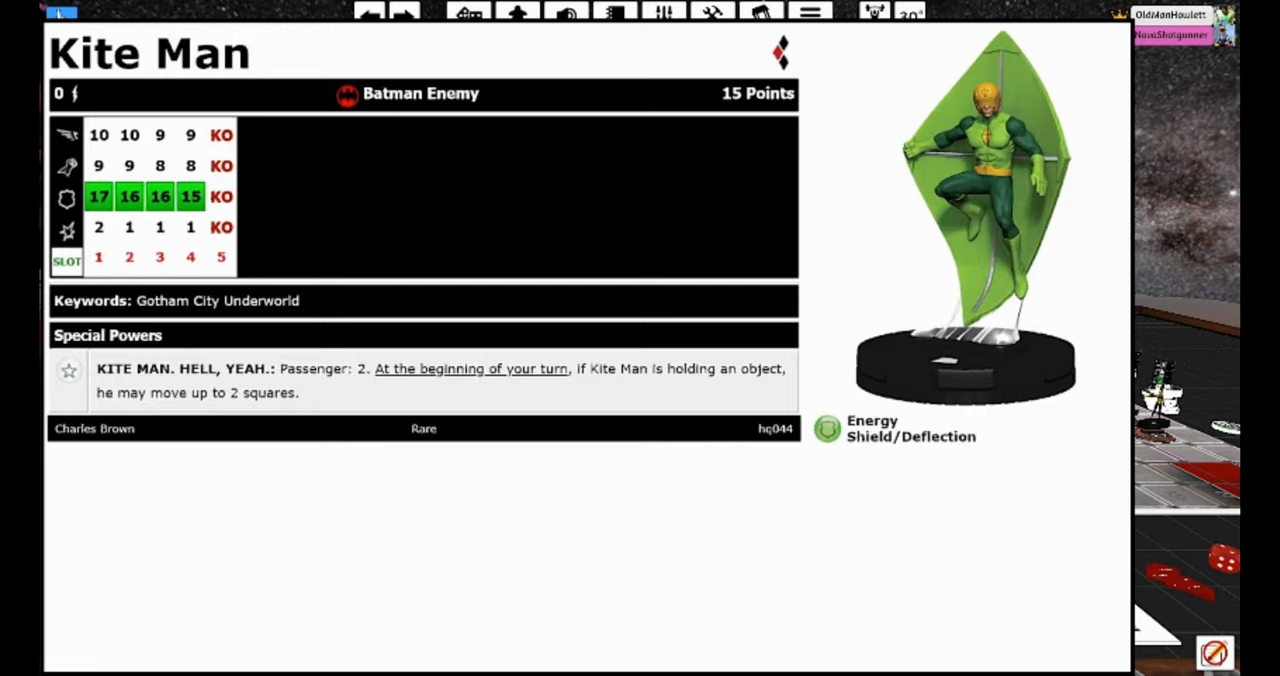 OldManHowlett
NovaShotgunner
30°
Kite Man
0 Batman Enemy 15 Points
10 10 9 9 KO
9 9 8 8 KO
17 16 16 15 KO
2 1 1 1 KO
SLOT 1 2 3 4 5
Keywords: Gotham City Underworld
Special Powers
KITE MAN. HELL, YEAH.: Passenger: 2. At the beginning of your turn, if Kite Man is holding an object,
he may move up to 2 squares.
Charles Brown Rare hq044
Energy
Shield/Deflection